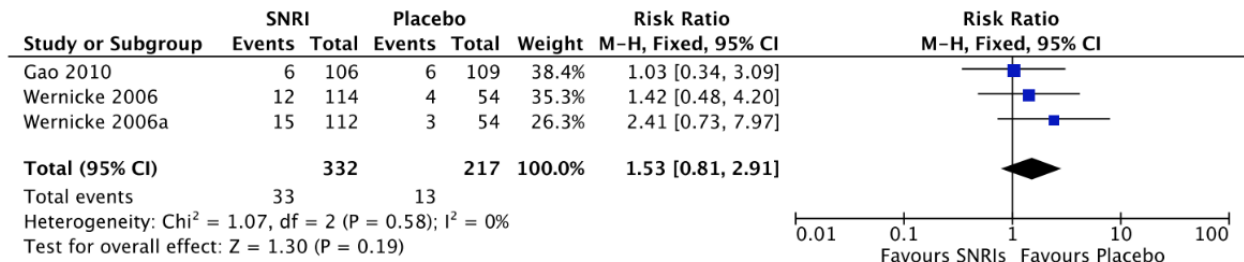 SNRI Placebo Risk Ratio Risk Ratio
Study or Subgroup Events Total Events Total Weight M-H, Fixed, 95% CI M-H, Fixed, 95% CI
Gao 2010 6 106 6 109 38.4% 1.03 [0.34, 3.09]
Wernicke 2006 12 114 4 54 35.3% 1.42 [0.48, 4.20]
Wernicke 2006a 15 112 3 54 26.3% 2.41 [0.73, 7.97]
Total (95% CI) 332 217 100.0% 1.53 [0.81, 2.91]
Total events 33 13
Heterogeneity: Chi² = 1.07, df = 2 (P = 0.58); I² = 0%
Test for overall effect: Z = 1.30 (P = 0.19)
0.01 0.1 1 10 100
Favours SNRIs Favours Placebo